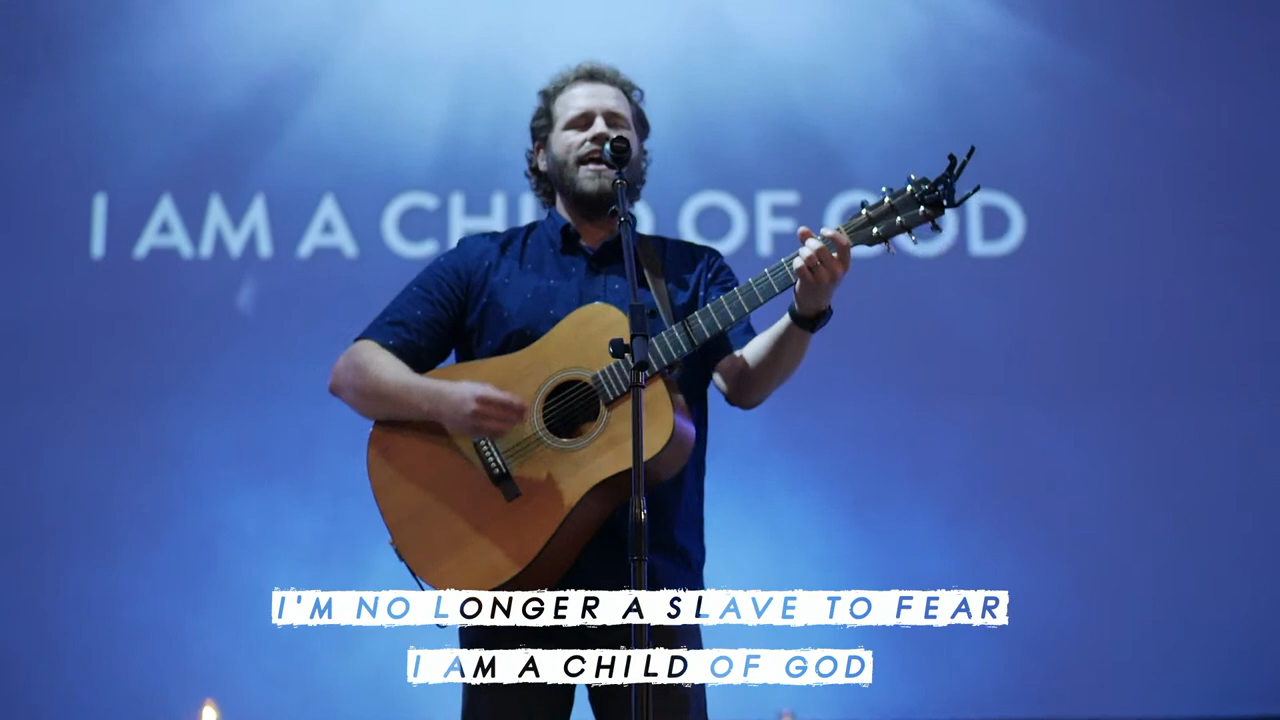 I AM A CHILD OF GOD
I'M NO LONGER A SLAVE TO FEAR
I AM A CHILD OF GOD